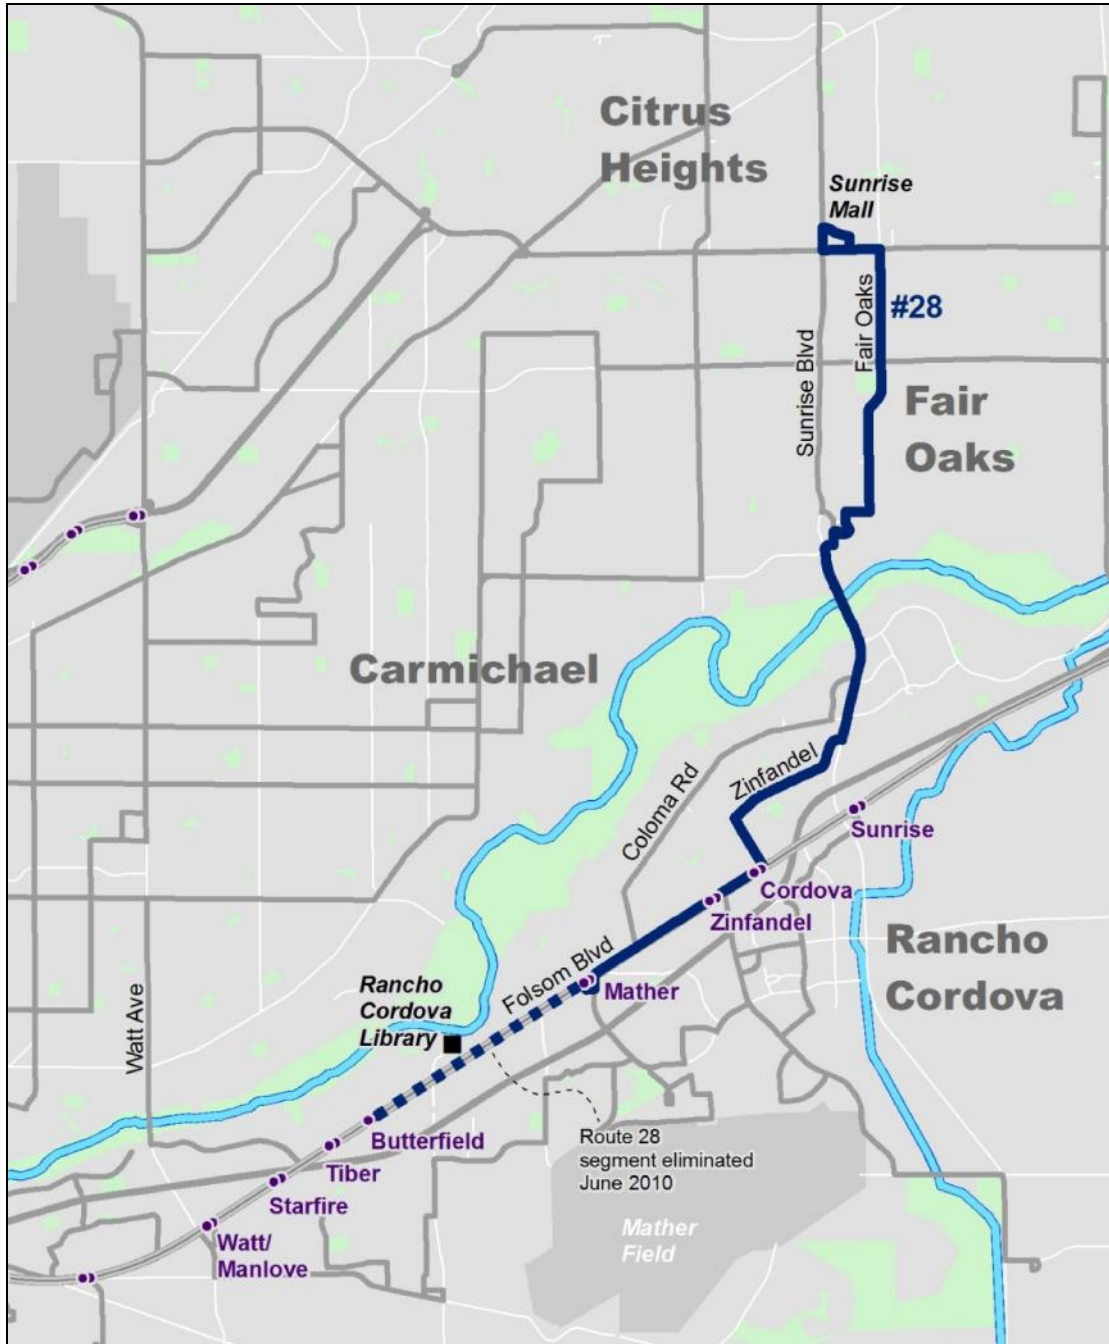 Citrus
Heights
Sunrise
Mall
#28
Fair Oaks
Sunrise Blvd
Fair
Oaks
Carmichael
Zinfandel
Coloma Rd
Sunrise
Cordova
Zinfandel
Rancho
Cordova
Folsom Blvd
Mather
Rancho
Cordova
Library
Watt Ave
Butterfield
Tiber
Starfire
Watt/
Manlove
Route 28
segment eliminated
June 2010
Mather
Field